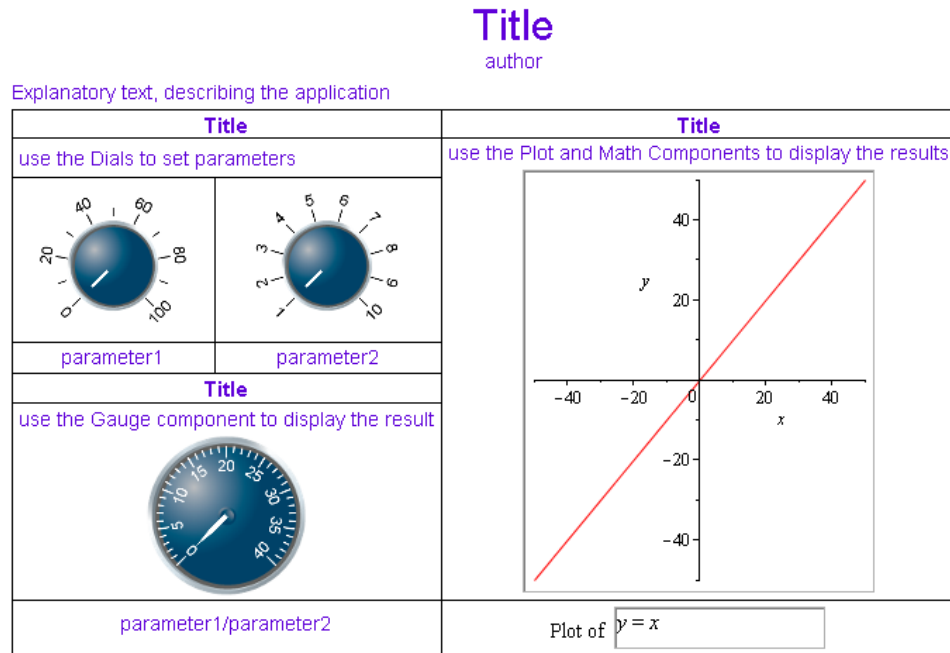 Title
author
Explanatory text, describing the application
Title
use the Dials to set parameters
0 20 40 60 80 100
1 2 3 4 5 6 7 8 9 10
parameter1 parameter2
Title
use the Gauge component to display the result
0 5 10 15 20 25 30 35 40
parameter1/parameter2
Title
use the Plot and Math Components to display the results
40
y
20
−40 −20 0 20 40
x
−20
−40
Plot of y = x